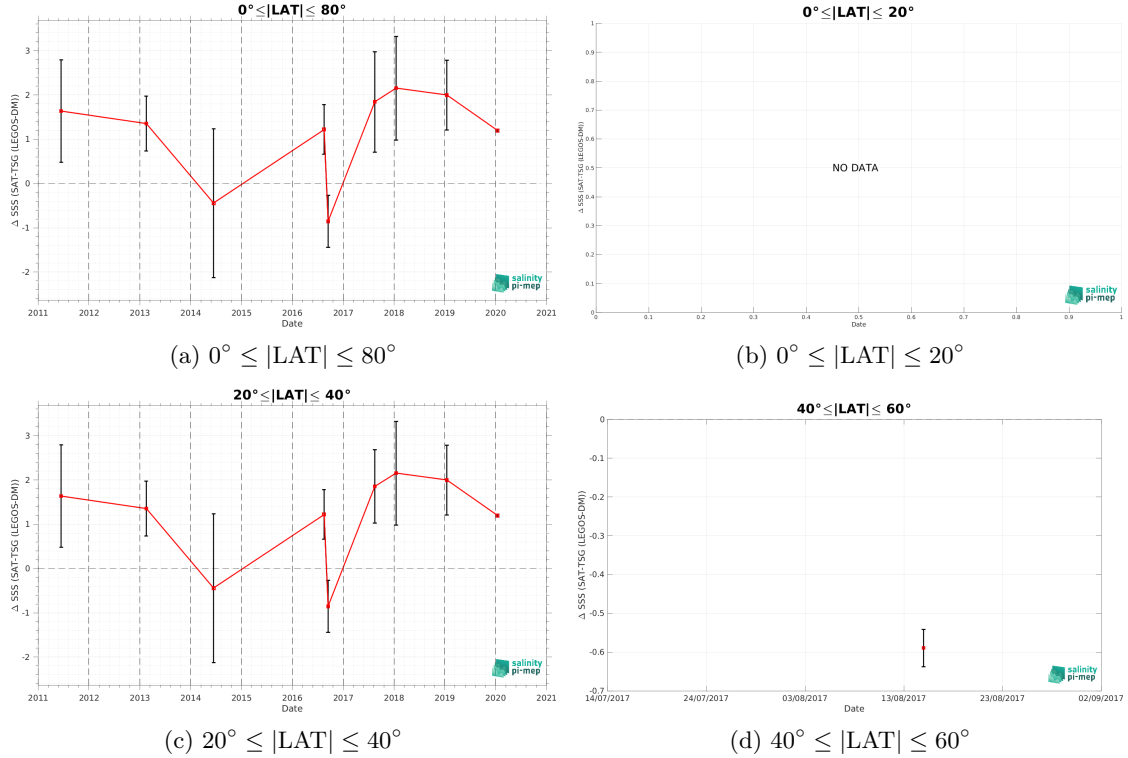 0°≤|LAT|≤ 80°
Δ SSS (SAT-TSG (LEGOS-DM))
3
2
1
0
-1
-2
2011 2012 2013 2014 2015 2016 2017 2018 2019 2020 2021
Date
salinity
pi-mep
(a) 0° ≤ |LAT| ≤ 80°
0°≤|LAT|≤ 20°
Δ SSS (SAT-TSG (LEGOS-DM))
1
0.9
0.8
0.7
0.6
0.5
0.4
0.3
0.2
0.1
0
NO DATA
0 0.1 0.2 0.3 0.4 0.5 0.6 0.7 0.8 0.9 1
Date
salinity
pi-mep
(b) 0° ≤ |LAT| ≤ 20°
20°≤|LAT|≤ 40°
Δ SSS (SAT-TSG (LEGOS-DM))
3
2
1
0
-1
-2
2011 2012 2013 2014 2015 2016 2017 2018 2019 2020 2021
Date
salinity
pi-mep
(c) 20° ≤ |LAT| ≤ 40°
40°≤|LAT|≤ 60°
Δ SSS (SAT-TSG (LEGOS-DM))
0
-0.1
-0.2
-0.3
-0.4
-0.5
-0.6
-0.7
14/07/2017 24/07/2017 03/08/2017 13/08/2017 23/08/2017 02/09/2017
Date
salinity
pi-mep
(d) 40° ≤ |LAT| ≤ 60°